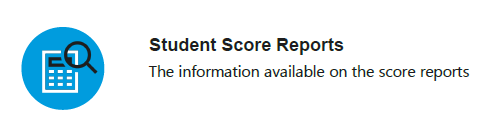 Student Score Reports
The information available on the score reports